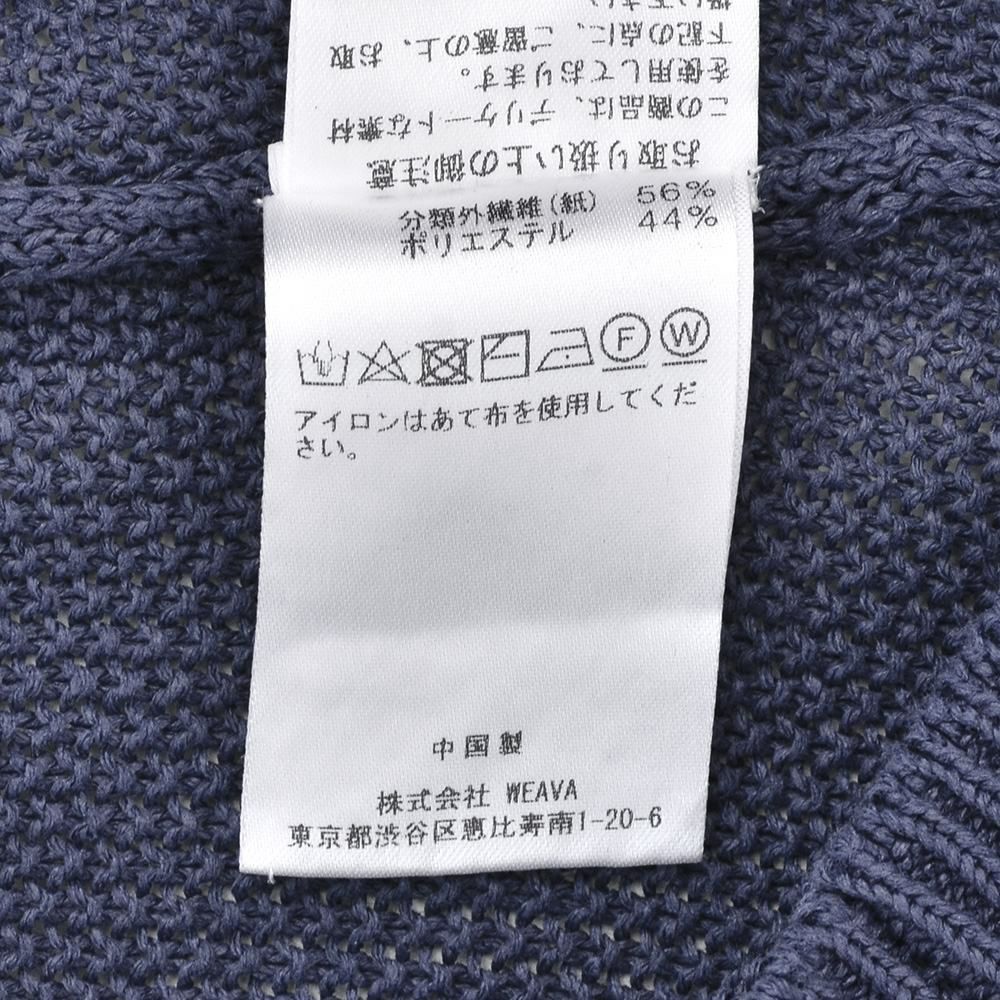 お取り扱い上の御注意
この商品は、デリケートな素材
を使用しております。
下記の点に、ご留意の上、お取
分類外繊維(紙) 56%
ポリエステル 44%
F W
アイロンはあて布を使用してくだ
さい。
中国製
株式会社 WEAVA
東京都渋谷区恵比寿南1-20-6